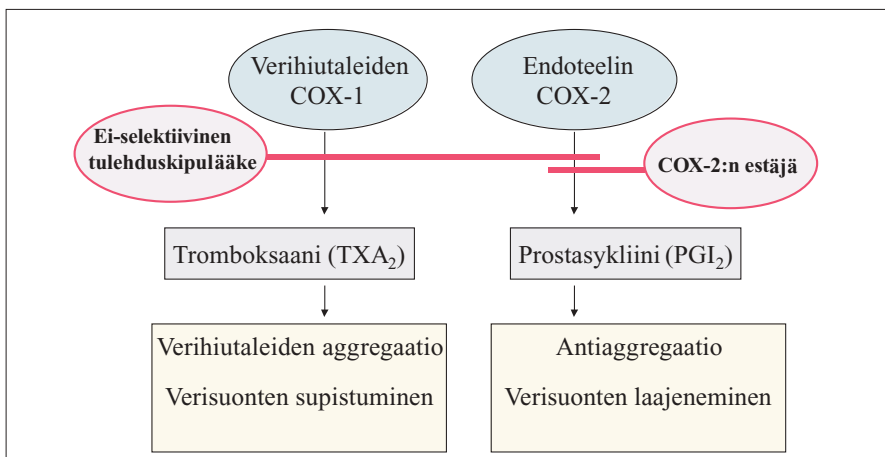 Verihiutaleiden
COX-1
Endoteelin
COX-2
Ei-selektiivinen
tulehduskipulääke
COX-2:n estäjä
Tromboksaani (TXA₂)
Prostasykliini (PGI₂)
Verihiutaleiden aggregaatio
Verisuonten supistuminen
Antiaggregaatio
Verisuonten laajeneminen